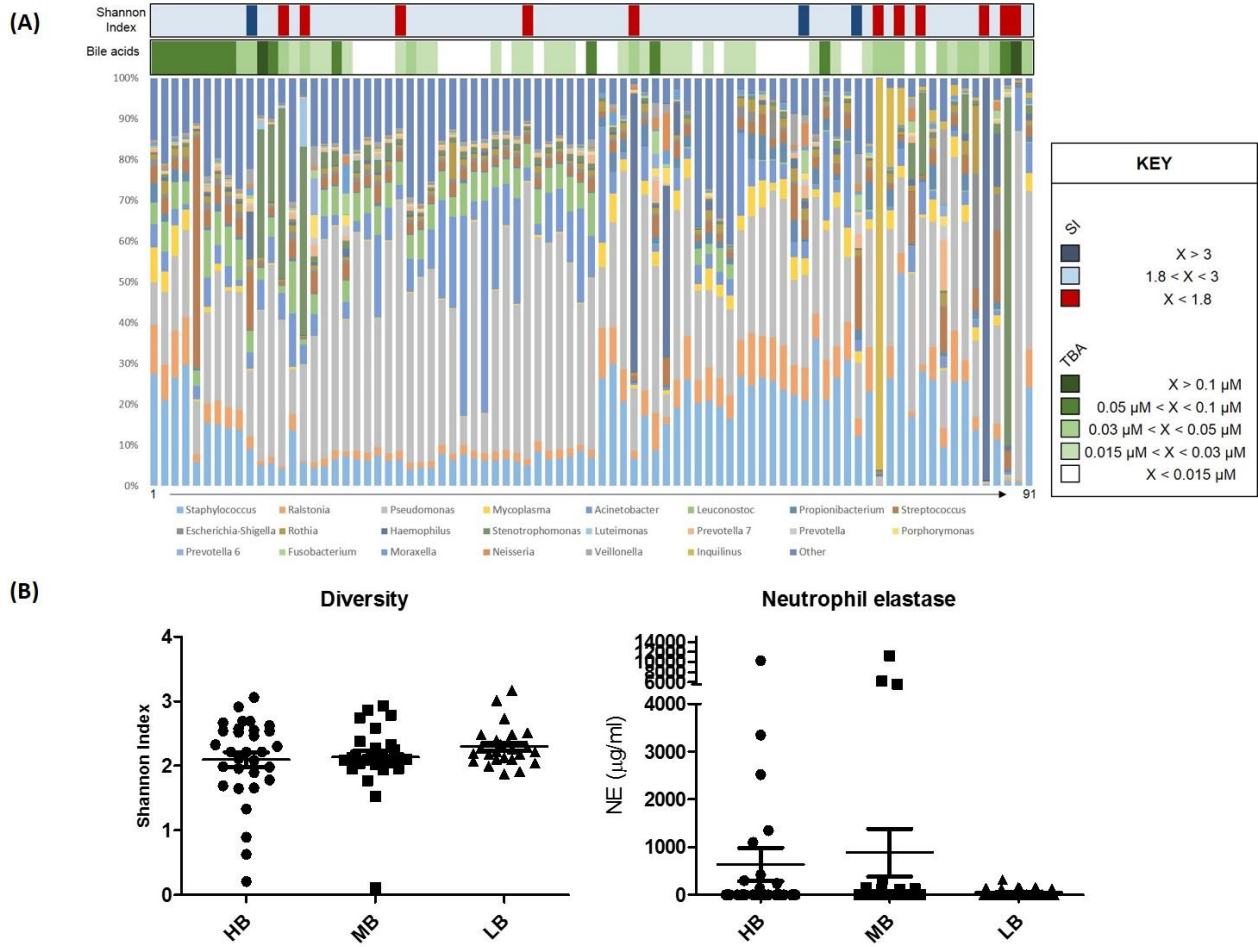 (A)
Shannon
Index
Bile acids
100%
90%
80%
70%
60%
50%
40%
30%
20%
10%
0%
1
91
Staphylococcus Ralstonia Pseudomonas Mycoplasma Acinetobacter Leuconostoc Propionibacterium Streptococcus
Escherichia-Shigella Rothia Haemophilus Stenotrophomonas Luteimonas Prevotella 7 Prevotella Porphyromonas
Prevotella 6 Fusobacterium Moraxella Neisseria Veillonella Inquilinus Other
KEY
SI
X > 3
1.8 < X < 3
X < 1.8
TBA
X > 0.1 µM
0.05 µM < X < 0.1 µM
0.03 µM < X < 0.05 µM
0.015 µM < X < 0.03 µM
X < 0.015 µM
(B)
Diversity
Shannon Index
4
3
2
1
0
HB MB LB
Neutrophil elastase
NE (µg/ml)
14000
12000
10000
8000
6000
4000
3000
2000
1000
0
HB MB LB